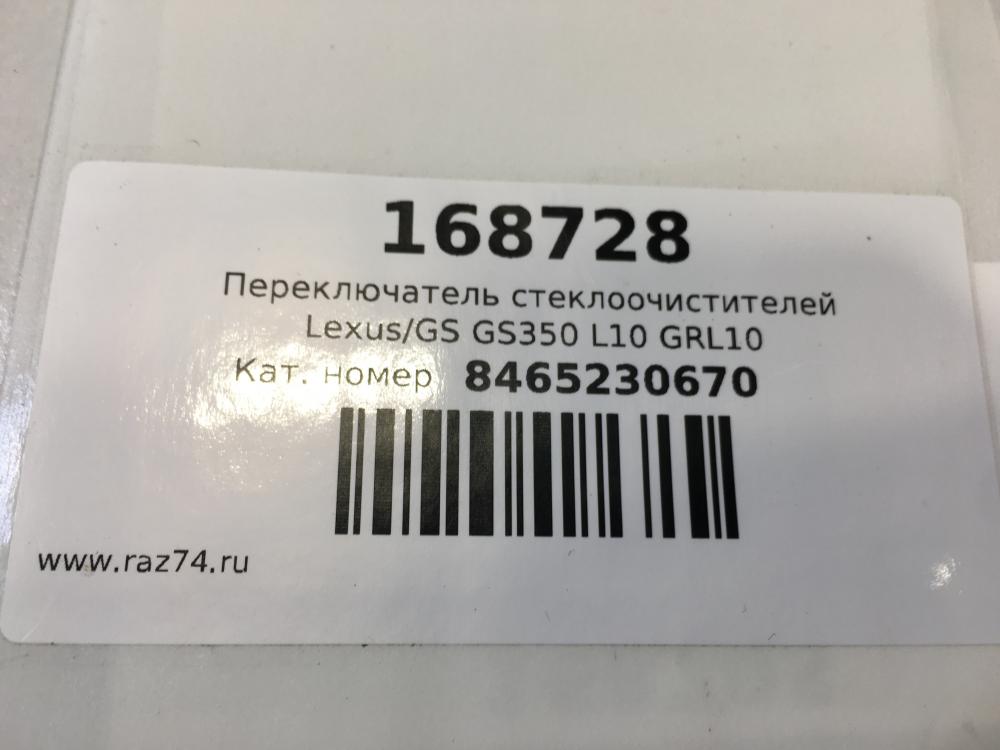 168728
Переключатель стеклоочистителей
Lexus/GS GS350 L10 GRL10
Кат. номер 8465230670
www.raz74.ru